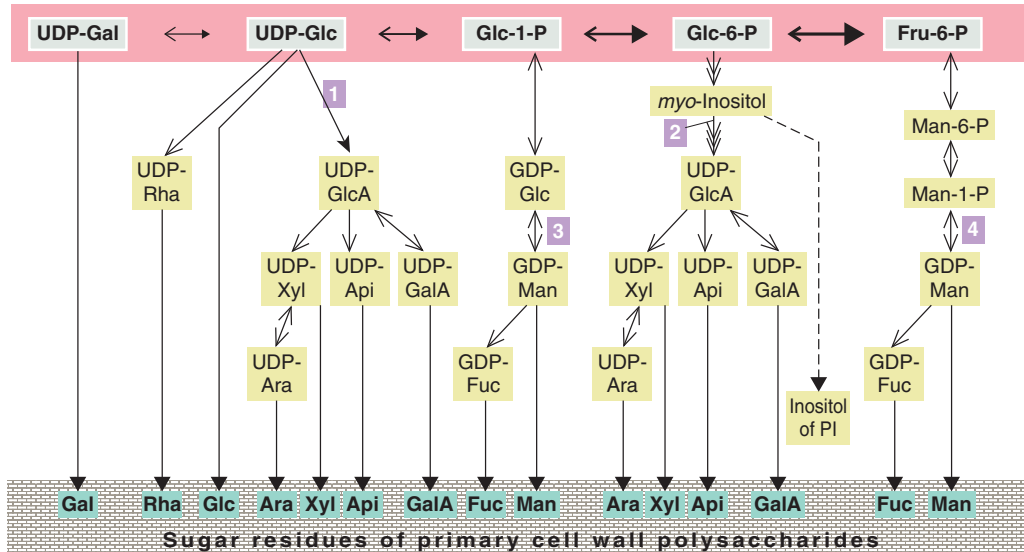 UDP-Gal UDP-Glc Glc-1-P Glc-6-P Fru-6-P
1
myo-Inositol
2
Man-6-P
UDP-
Rha
UDP-
GlcA
GDP-
Glc
UDP-
GlcA
Man-1-P
3
4
UDP-
Xyl
UDP-
Api
UDP-
GalA
GDP-
Man
UDP-
Xyl
UDP-
Api
UDP-
GalA
GDP-
Man
UDP-
Ara
GDP-
Fuc
UDP-
Ara
GDP-
Fuc
Inositol
of PI
Gal Rha Glc Ara Xyl Api GalA Fuc Man Ara Xyl Api GalA Fuc Man
Sugar residues of primary cell wall polysaccharides